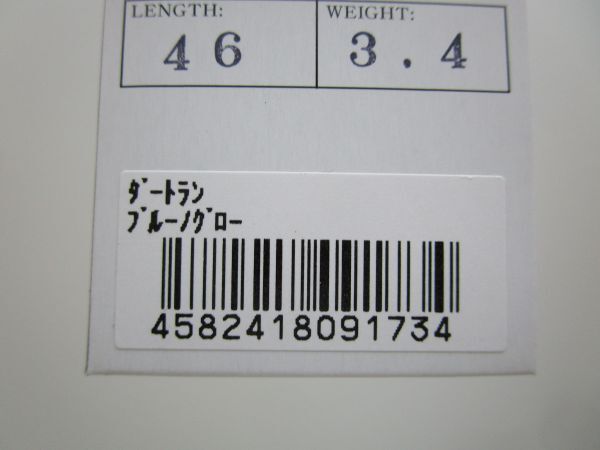 LENGTH:
46
WEIGHT:
3.4
ﾀﾞｰﾄﾗﾝ
ﾌﾞﾙｰﾉｸﾞﾛｰ
4582418091734